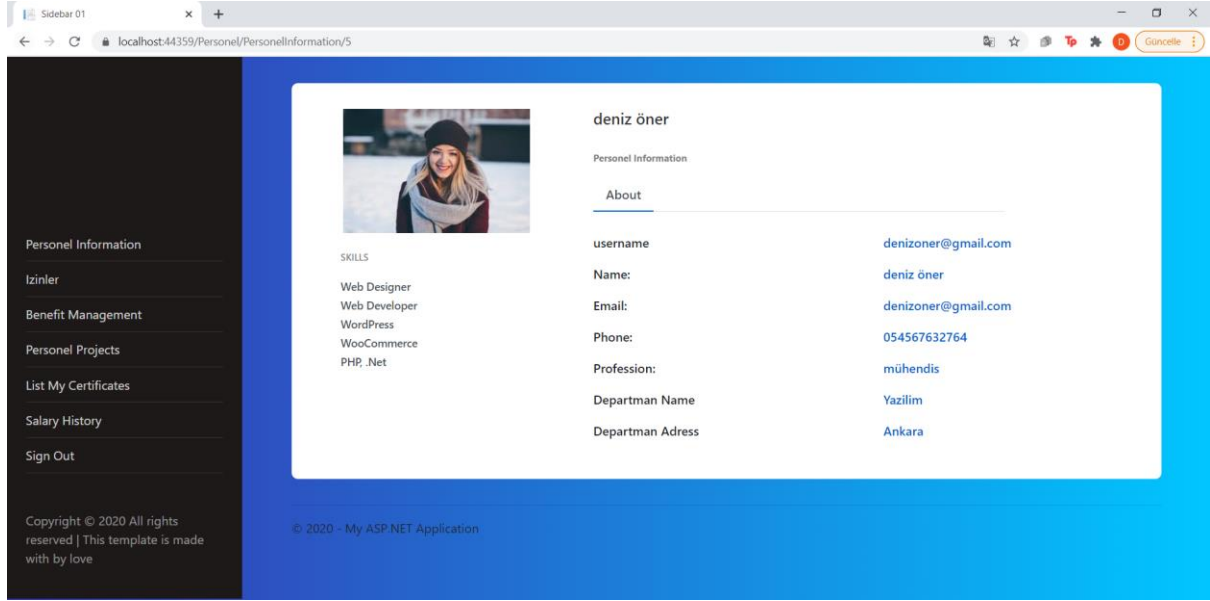 Sidebar 01
localhost:44359/Personel/PersonelInformation/5
Tp
D
Güncelle
Personel Information
Izinler
Benefit Management
Personel Projects
List My Certificates
Salary History
Sign Out
Copyright © 2020 All rights
reserved | This template is made
with by love
SKILLS
Web Designer
Web Developer
WordPress
WooCommerce
PHP, .Net
deniz öner
Personel Information
About
username denizoner@gmail.com
Name: deniz öner
Email: denizoner@gmail.com
Phone: 054567632764
Profession: mühendis
Departman Name Yazilim
Departman Adress Ankara
© 2020 - My ASP.NET Application